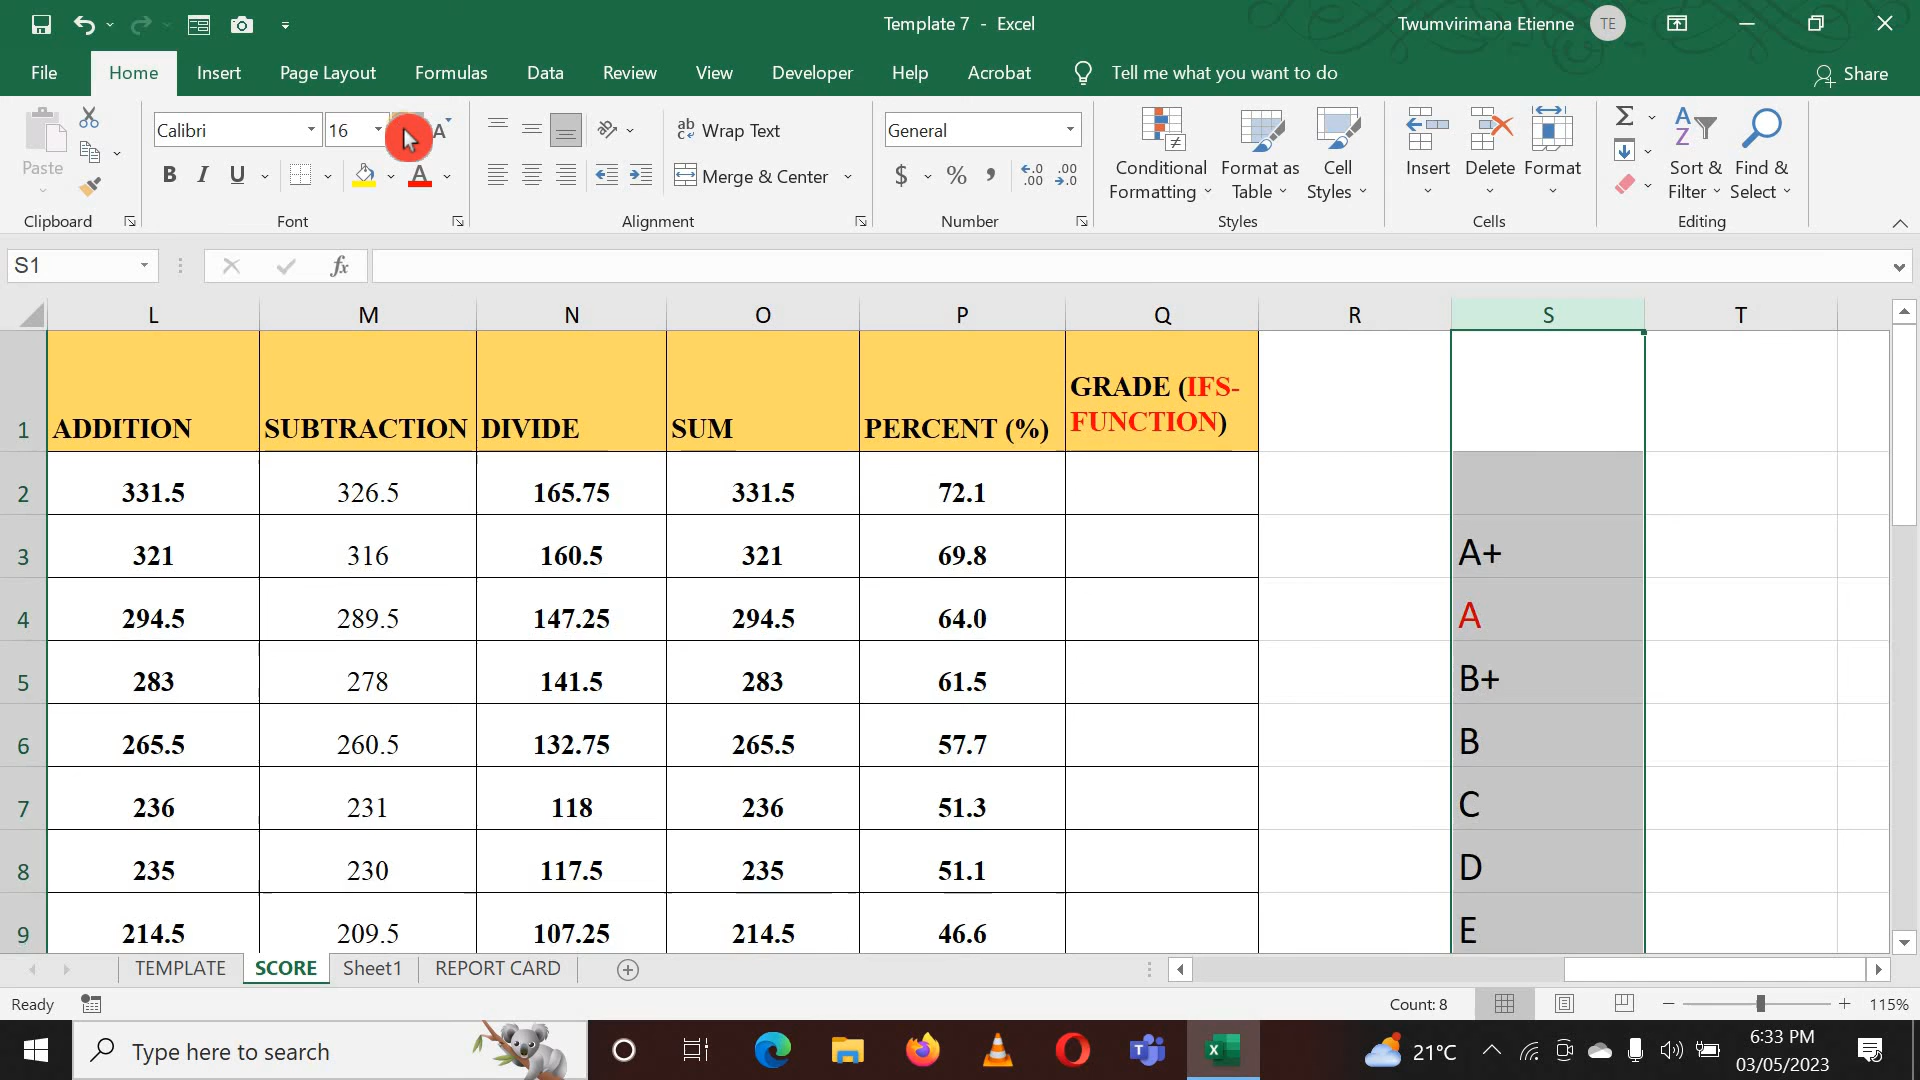 Template 7 - Excel
Twumvirimana Etienne
TE
File Home Insert Page Layout Formulas Data Review View Developer Help Acrobat Tell me what you want to do Share
Paste
Calibri 16 A
B I U A
ab Wrap Text
Merge & Center
General
$ % ,
Conditional Formatting
Format as Table
Cell Styles
Insert Delete Format
Sort & Filter
Find & Select
Clipboard Font Alignment Number Styles Cells Editing
S1 fx
L M N O P Q R S T
1 ADDITION SUBTRACTION DIVIDE SUM PERCENT (%) GRADE (IFS-FUNCTION)
2 331.5 326.5 165.75 331.5 72.1
3 321 316 160.5 321 69.8 A+
4 294.5 289.5 147.25 294.5 64.0 A
5 283 278 141.5 283 61.5 B+
6 265.5 260.5 132.75 265.5 57.7 B
7 236 231 118 236 51.3 C
8 235 230 117.5 235 51.1 D
9 214.5 209.5 107.25 214.5 46.6 E
TEMPLATE SCORE Sheet1 REPORT CARD
Ready Count: 8 115%
Type here to search
21°C
6:33 PM
03/05/2023